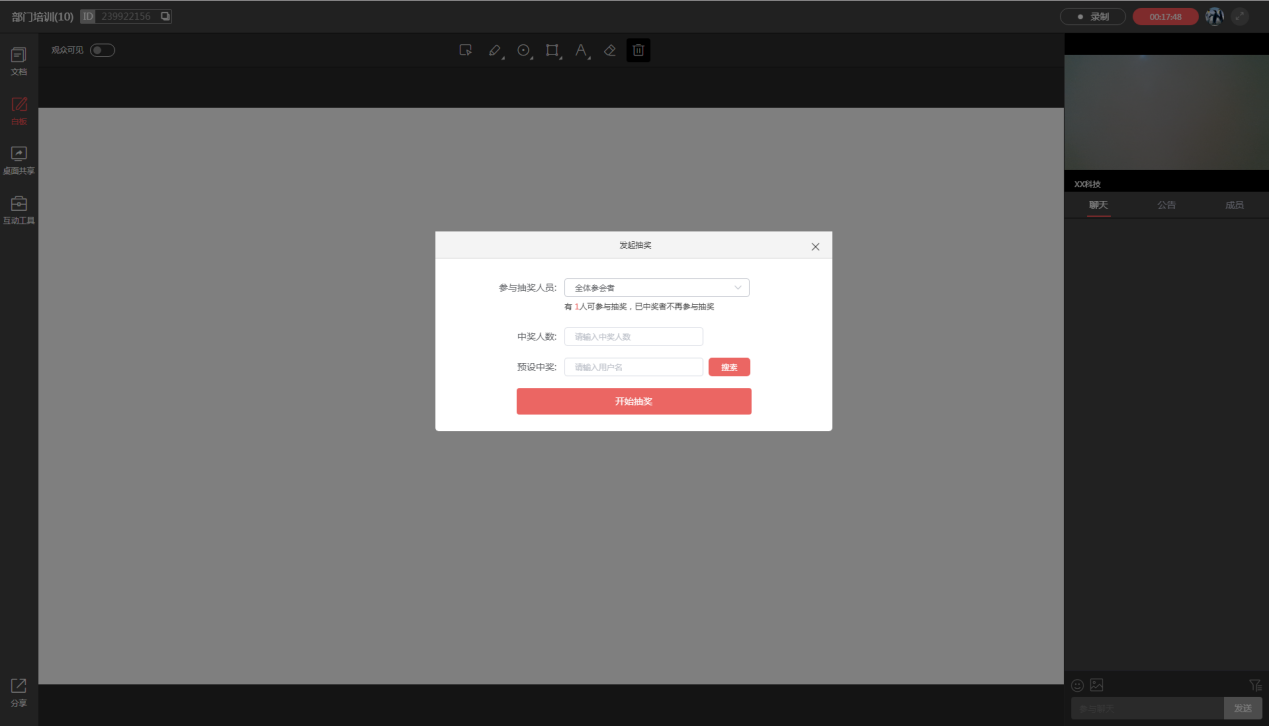 部门培训(10) ID 239922156
录制
00:17:48
文档
白板
桌面共享
互动工具
分享
观众可见
发起抽奖
参与抽奖人员: 全体参会者
有 1人可参与抽奖，已中奖者不再参与抽奖
中奖人数: 请输入中奖人数
预设中奖: 请输入用户名 搜索
开始抽奖
XX科技
聊天 公告 成员
参与聊天 发送